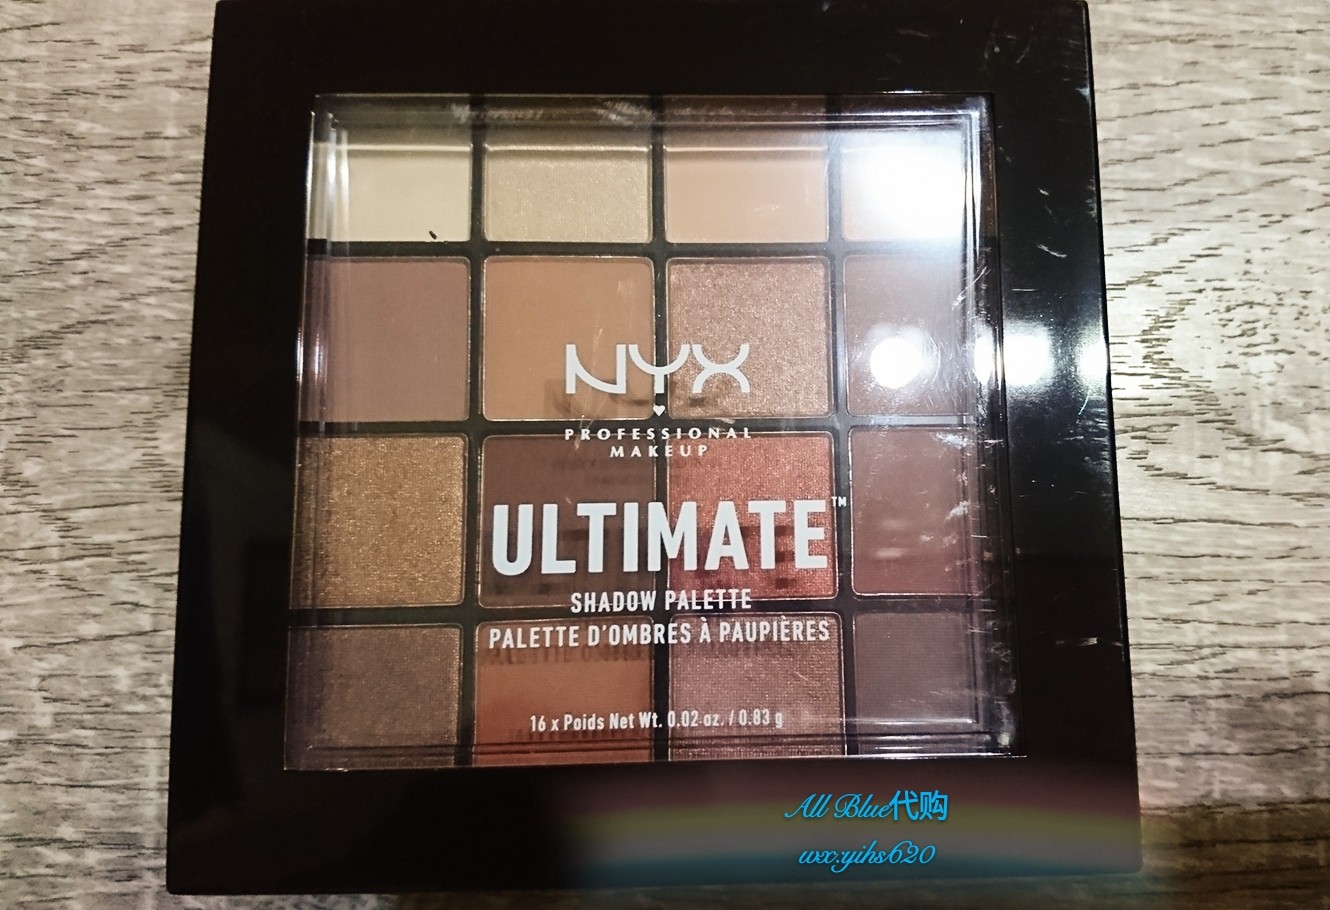 NYX
PROFESSIONAL
MAKEUP
ULTIMATE™
SHADOW PALETTE
PALETTE D'OMBRES À PAUPIÈRES
16 x Poids Net Wt. 0.02 oz. / 0.83 g
All Blue代购
wx:yihs620